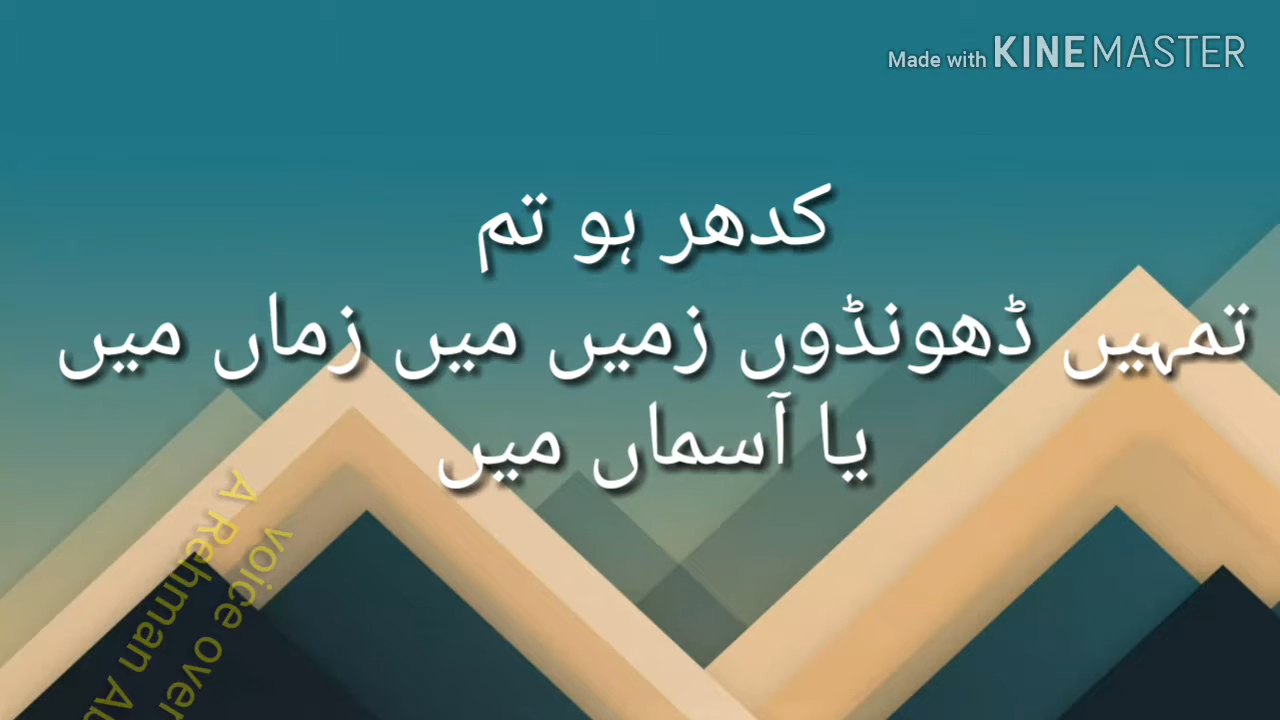 Made with KINEMASTER
کدھر ہو تم
تمہیں ڈھونڈوں زمیں میں زماں میں
یا آسماں میں
voice over
A Rehman